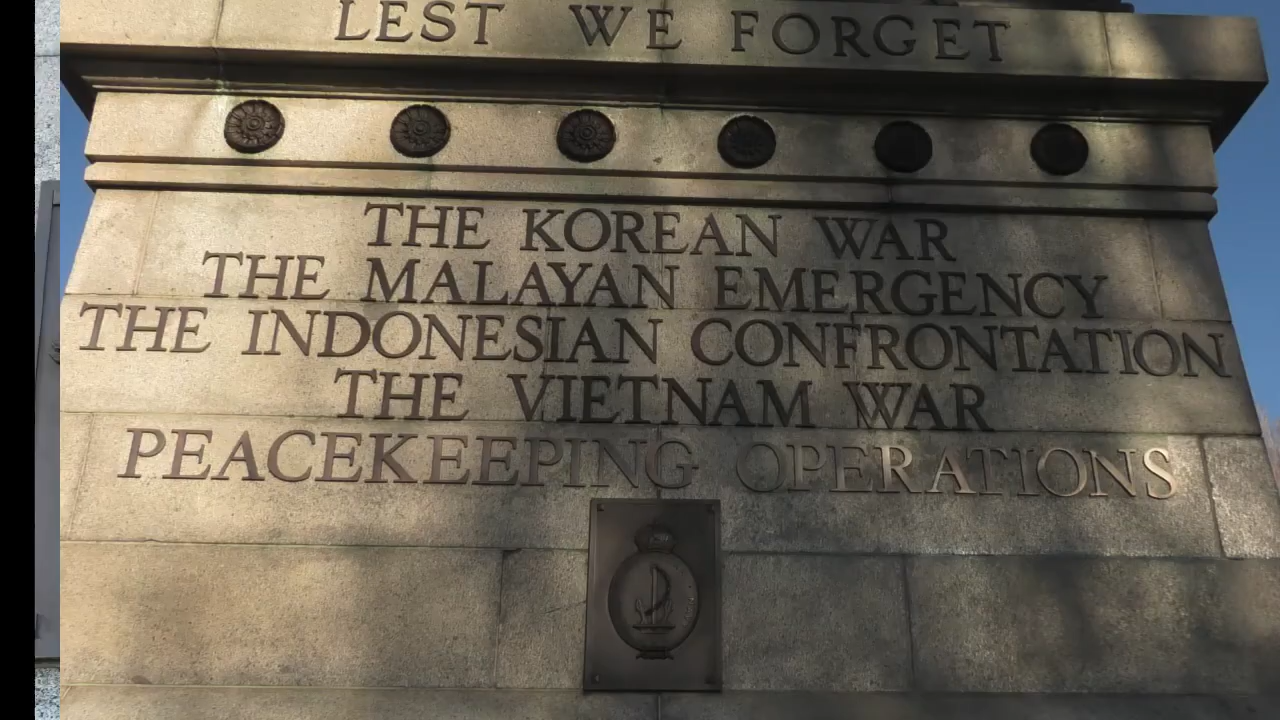 LEST WE FORGET
THE KOREAN WAR
THE MALAYAN EMERGENCY
THE INDONESIAN CONFRONTATION
THE VIETNAM WAR
PEACEKEEPING OPERATIONS